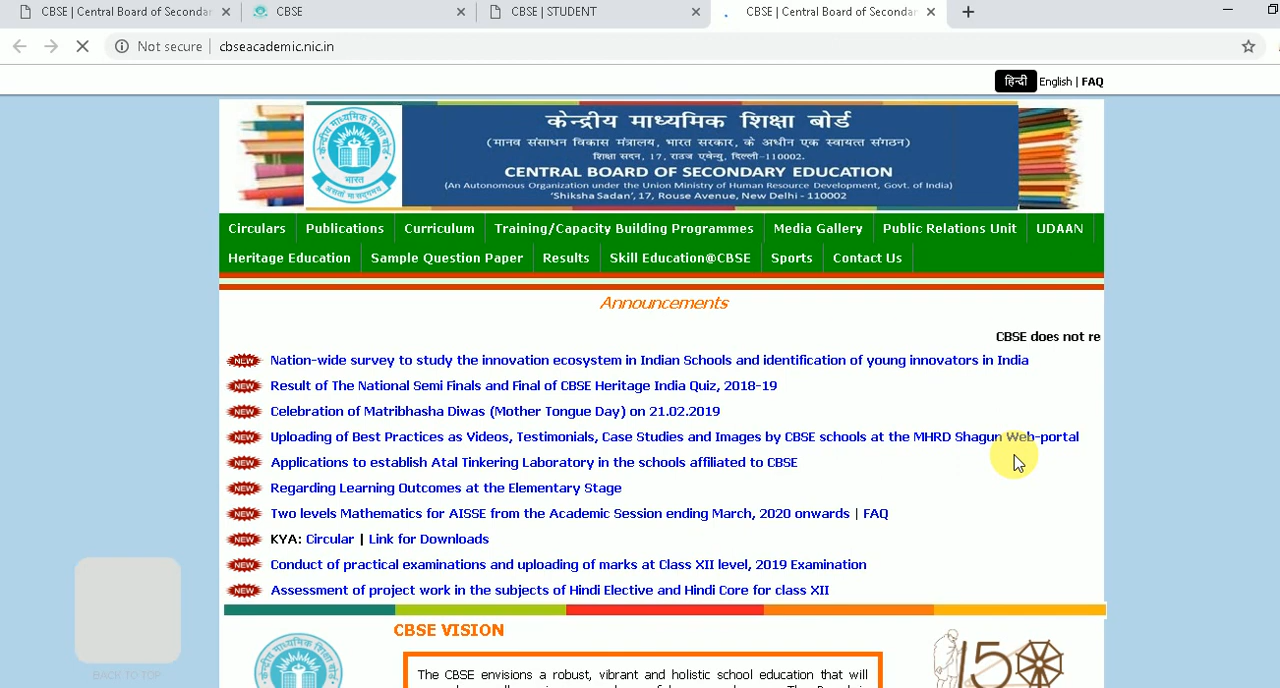 CBSE | Central Board of Secondar
CBSE
CBSE | STUDENT
CBSE | Central Board of Secondar
Not secure | cbseacademic.nic.in
हिन्दी English | FAQ
केन्द्रीय माध्यमिक शिक्षा बोर्ड
(मानव संसाधन विकास मंत्रालय, भारत सरकार, के अधीन एक स्वायत्त संगठन)
शिक्षा सदन, 17, राउज़ एवेन्यु, दिल्ली-110002.
CENTRAL BOARD OF SECONDARY EDUCATION
(An Autonomous Organization under the Union Ministry of Human Resource Development, Govt. of India)
'Shiksha Sadan', 17, Rouse Avenue, New Delhi - 110002
भारत
Circulars Publications Curriculum Training/Capacity Building Programmes Media Gallery Public Relations Unit UDAAN
Heritage Education Sample Question Paper Results Skill Education@CBSE Sports Contact Us
Announcements
CBSE does not re
NEW Nation-wide survey to study the innovation ecosystem in Indian Schools and identification of young innovators in India
NEW Result of The National Semi Finals and Final of CBSE Heritage India Quiz, 2018-19
NEW Celebration of Matribhasha Diwas (Mother Tongue Day) on 21.02.2019
NEW Uploading of Best Practices as Videos, Testimonials, Case Studies and Images by CBSE schools at the MHRD Shagun Web-portal
NEW Applications to establish Atal Tinkering Laboratory in the schools affiliated to CBSE
NEW Regarding Learning Outcomes at the Elementary Stage
NEW Two levels Mathematics for AISSE from the Academic Session ending March, 2020 onwards | FAQ
NEW KYA: Circular | Link for Downloads
NEW Conduct of practical examinations and uploading of marks at Class XII level, 2019 Examination
NEW Assessment of project work in the subjects of Hindi Elective and Hindi Core for class XII
CBSE VISION
150
The CBSE envisions a robust, vibrant and holistic school education that will
BACK TO TOP